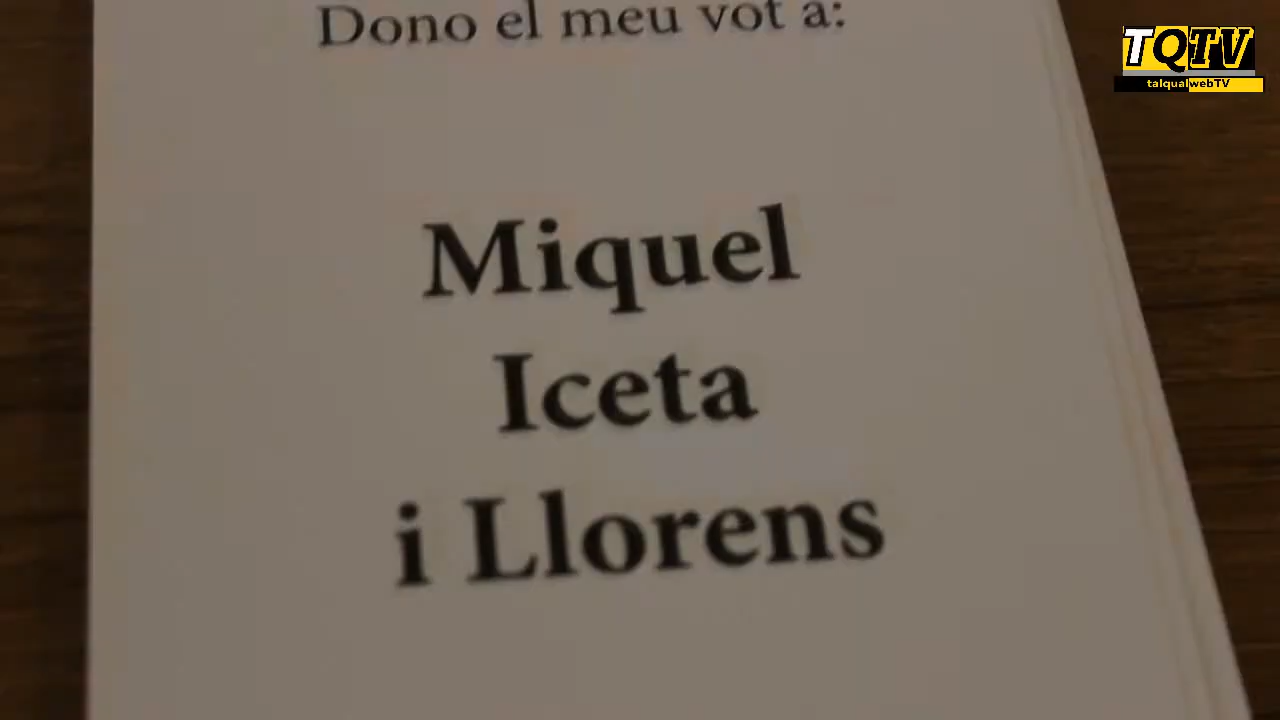 Dono el meu vot a:
TQTV
talqualwebTV
Miquel
Iceta
i Llorens